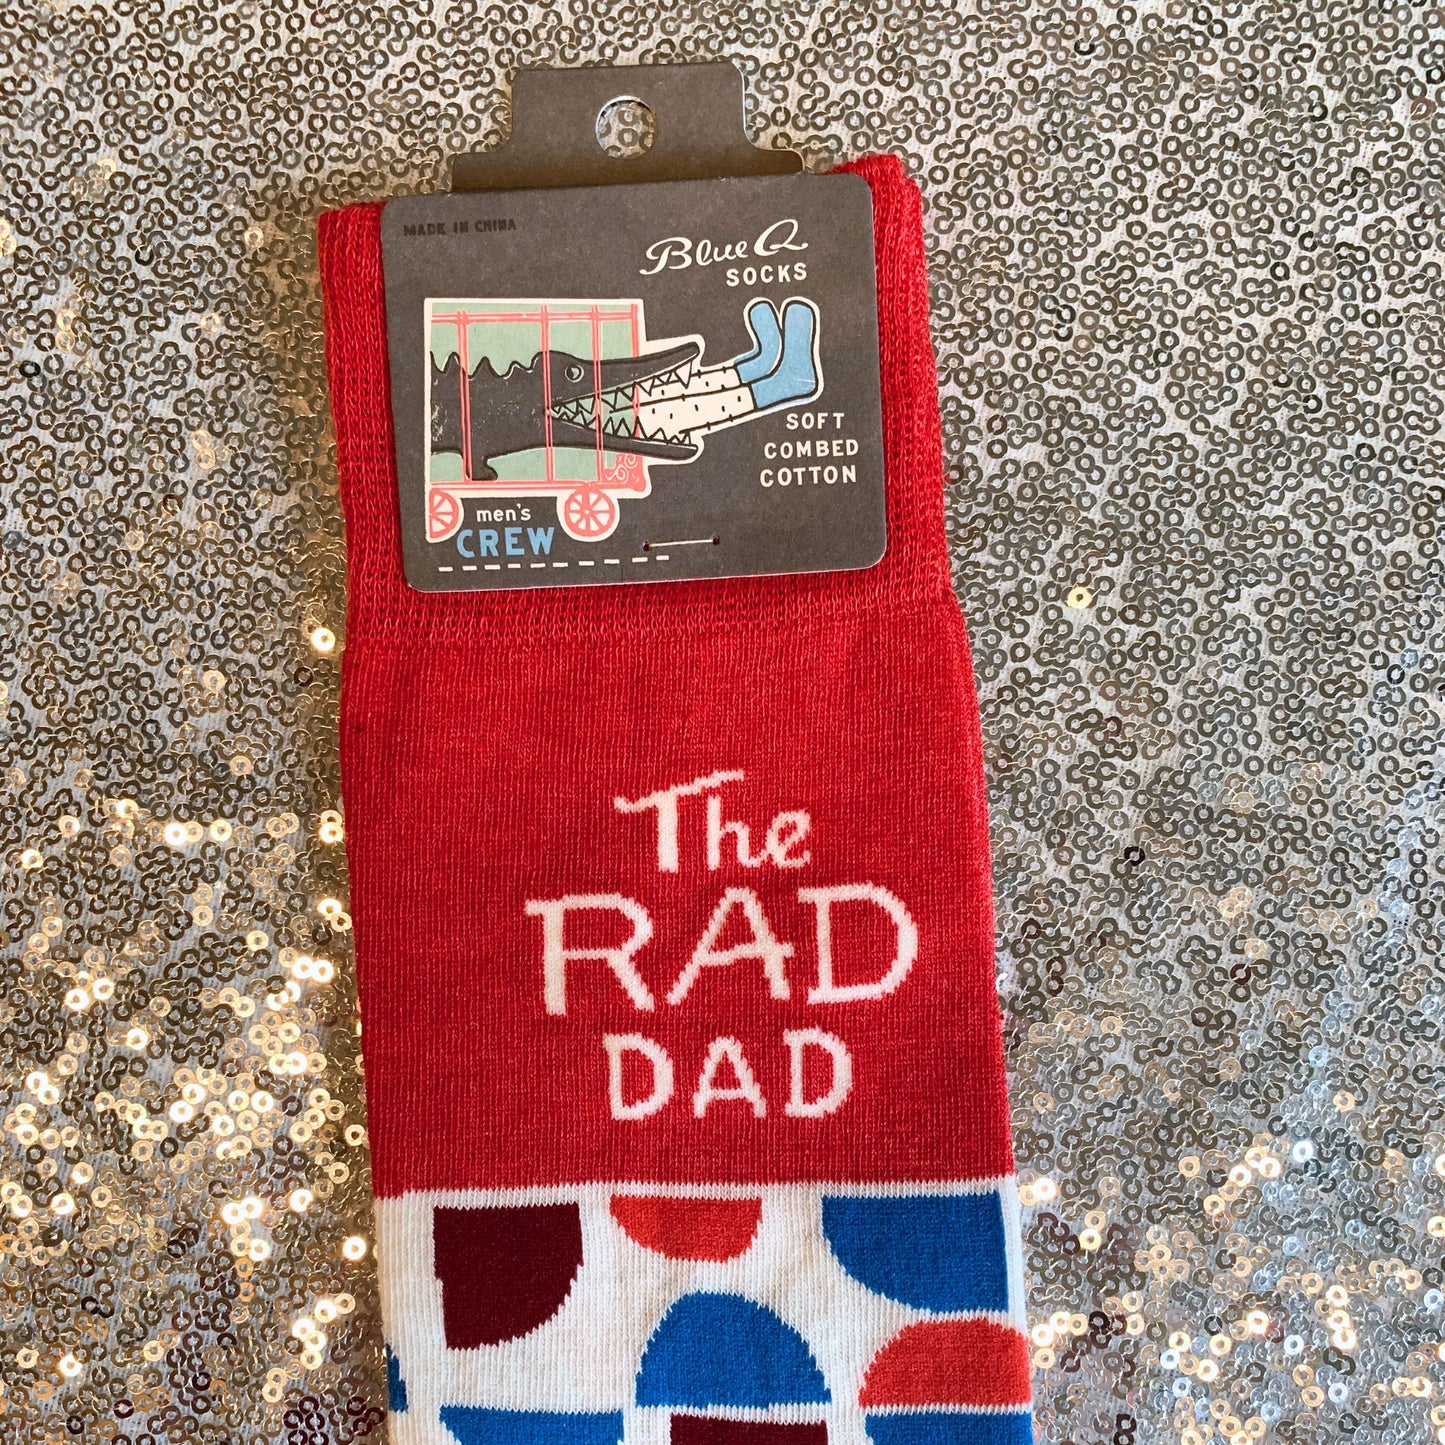 MADE IN CHINA
Blue Q
SOCKS
SOFT
COMBED
COTTON
men's
CREW
The
RAD
DAD